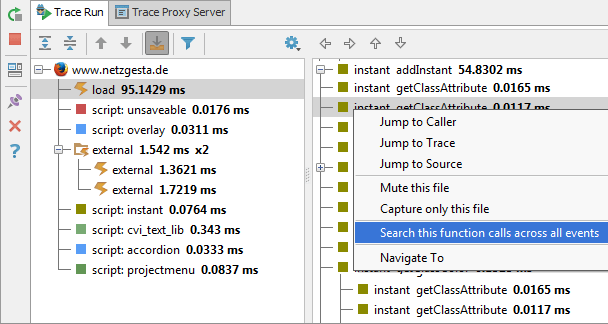 Trace Run
Trace Proxy Server
www.netzgesta.de
load 95.1429 ms
script: unsaveable 0.0176 ms
script: overlay 0.0311 ms
external 1.542 ms x2
external 1.3621 ms
external 1.7219 ms
script: instant 0.0764 ms
script: cvi_text_lib 0.343 ms
script: accordion 0.0333 ms
script: projectmenu 0.0837 ms
instant addInstant 54.8302 ms
instant getClassAttribute 0.0165 ms
instant getClassAttribute 0.0117 ms
Jump to Caller
Jump to Trace
Jump to Source
Mute this file
Capture only this file
Search this function calls across all events
Navigate To
instant getClassAttribute 0.0165 ms
instant getClassAttribute 0.0117 ms